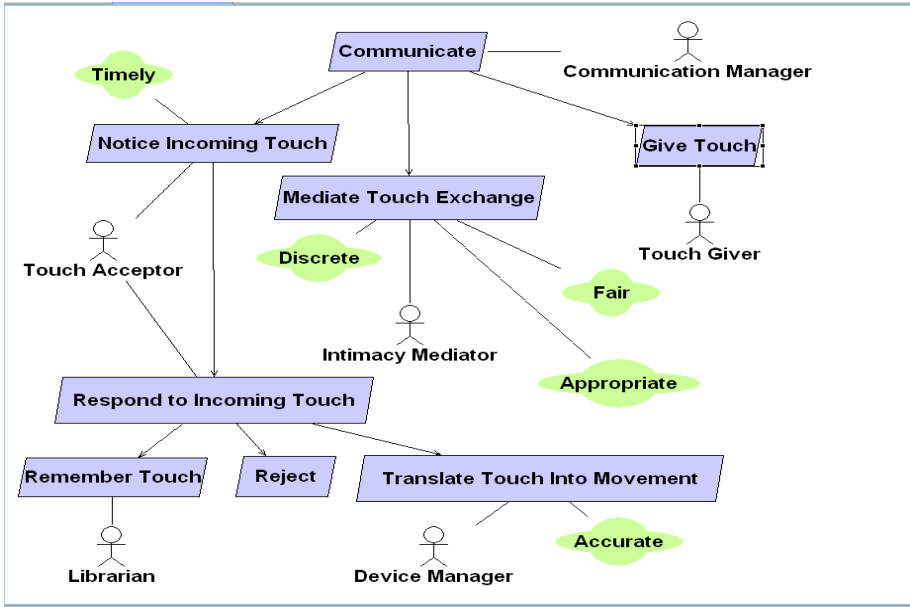 Communicate
Communication Manager
Timely
Notice Incoming Touch
Give Touch
Mediate Touch Exchange
Touch Acceptor
Discrete
Touch Giver
Fair
Intimacy Mediator
Appropriate
Respond to Incoming Touch
Remember Touch
Reject
Translate Touch Into Movement
Accurate
Librarian
Device Manager